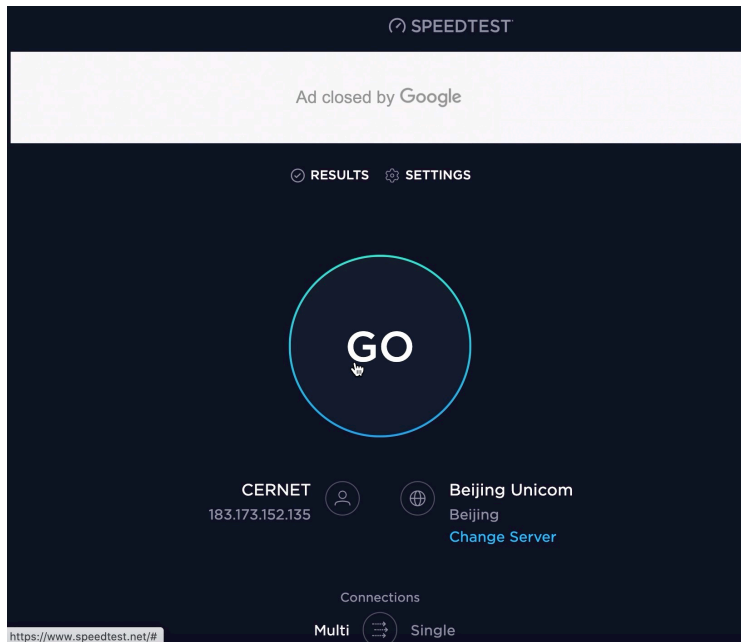 SPEEDTEST
Ad closed by Google
RESULTS SETTINGS
GO
CERNET
183.173.152.135
Beijing Unicom
Beijing
Change Server
Connections
Multi Single
https://www.speedtest.net/#